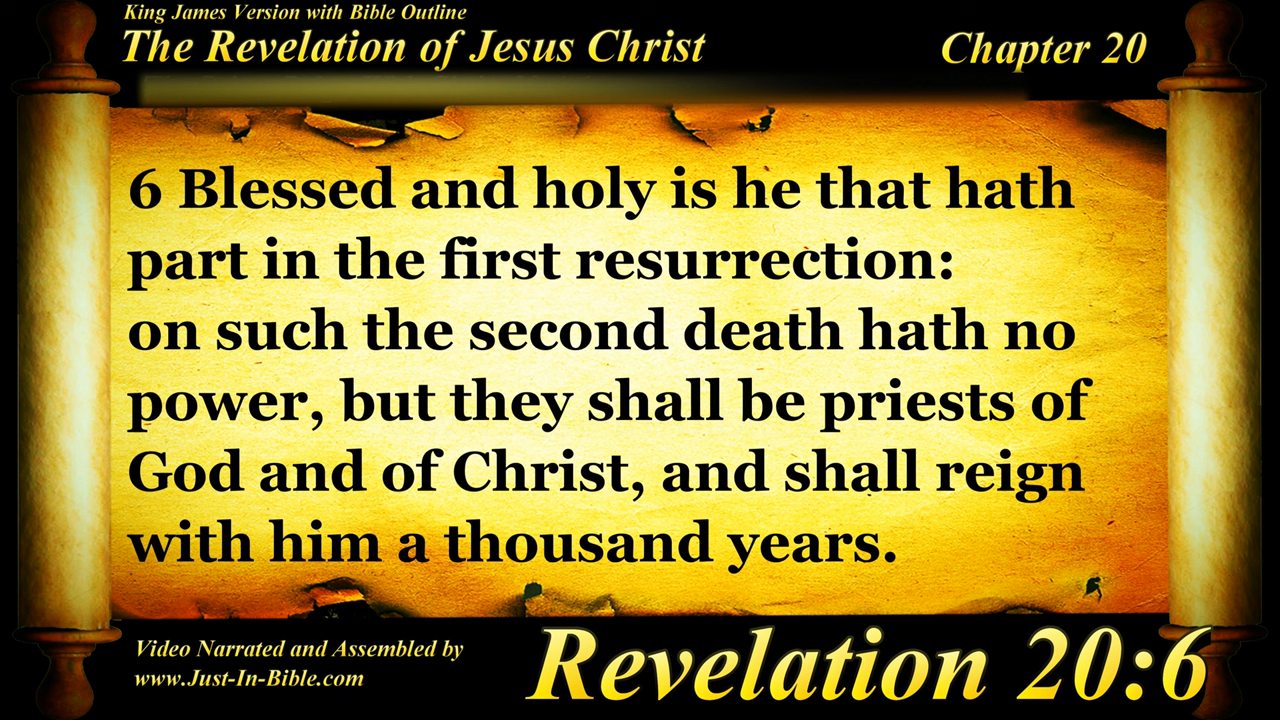 King James Version with Bible Outline
The Revelation of Jesus Christ
Chapter 20
6 Blessed and holy is he that hath
part in the first resurrection:
on such the second death hath no
power, but they shall be priests of
God and of Christ, and shall reign
with him a thousand years.
Video Narrated and Assembled by
www.Just-In-Bible.com
Revelation 20:6